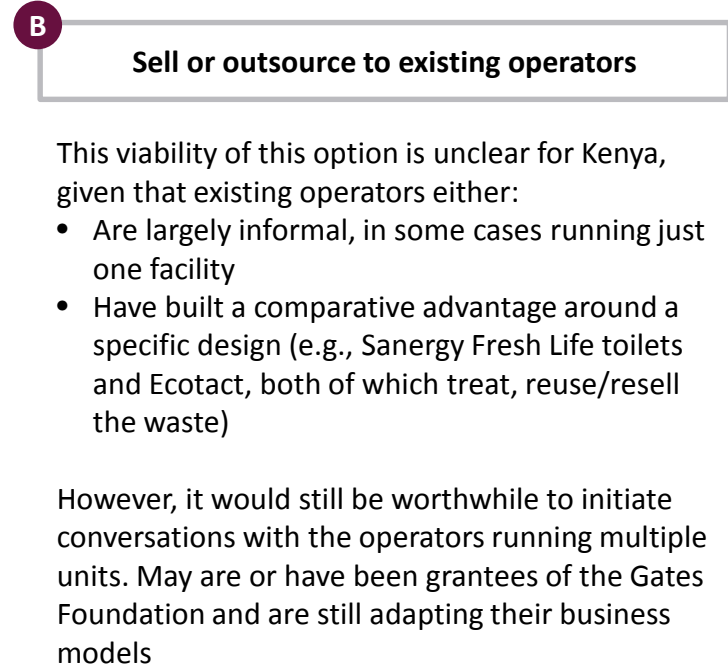 B
Sell or outsource to existing operators
This viability of this option is unclear for Kenya,
given that existing operators either:
• Are largely informal, in some cases running just
one facility
• Have built a comparative advantage around a
specific design (e.g., Sanergy Fresh Life toilets
and Ecotact, both of which treat, reuse/resell
the waste)
However, it would still be worthwhile to initiate
conversations with the operators running multiple
units. May are or have been grantees of the Gates
Foundation and are still adapting their business
models